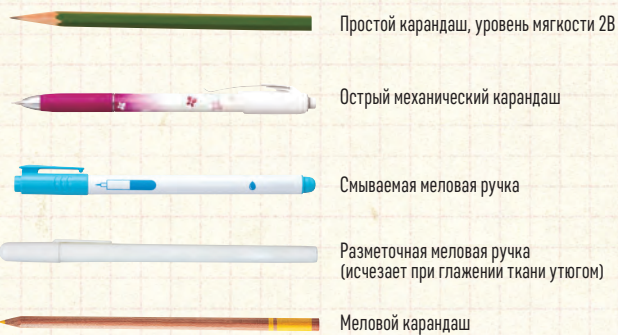 Простой карандаш, уровень мягкости 2B
Острый механический карандаш
Смываемая меловая ручка
Разметочная меловая ручка
(исчезает при глажении ткани утюгом)
Меловой карандаш